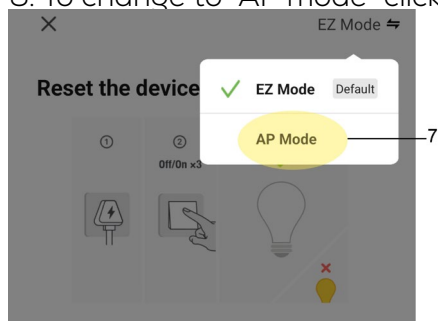 8. To change to "AP mode" click
EZ Mode
Reset the device
EZ Mode Default
AP Mode
7
① ②
Off/On ×3